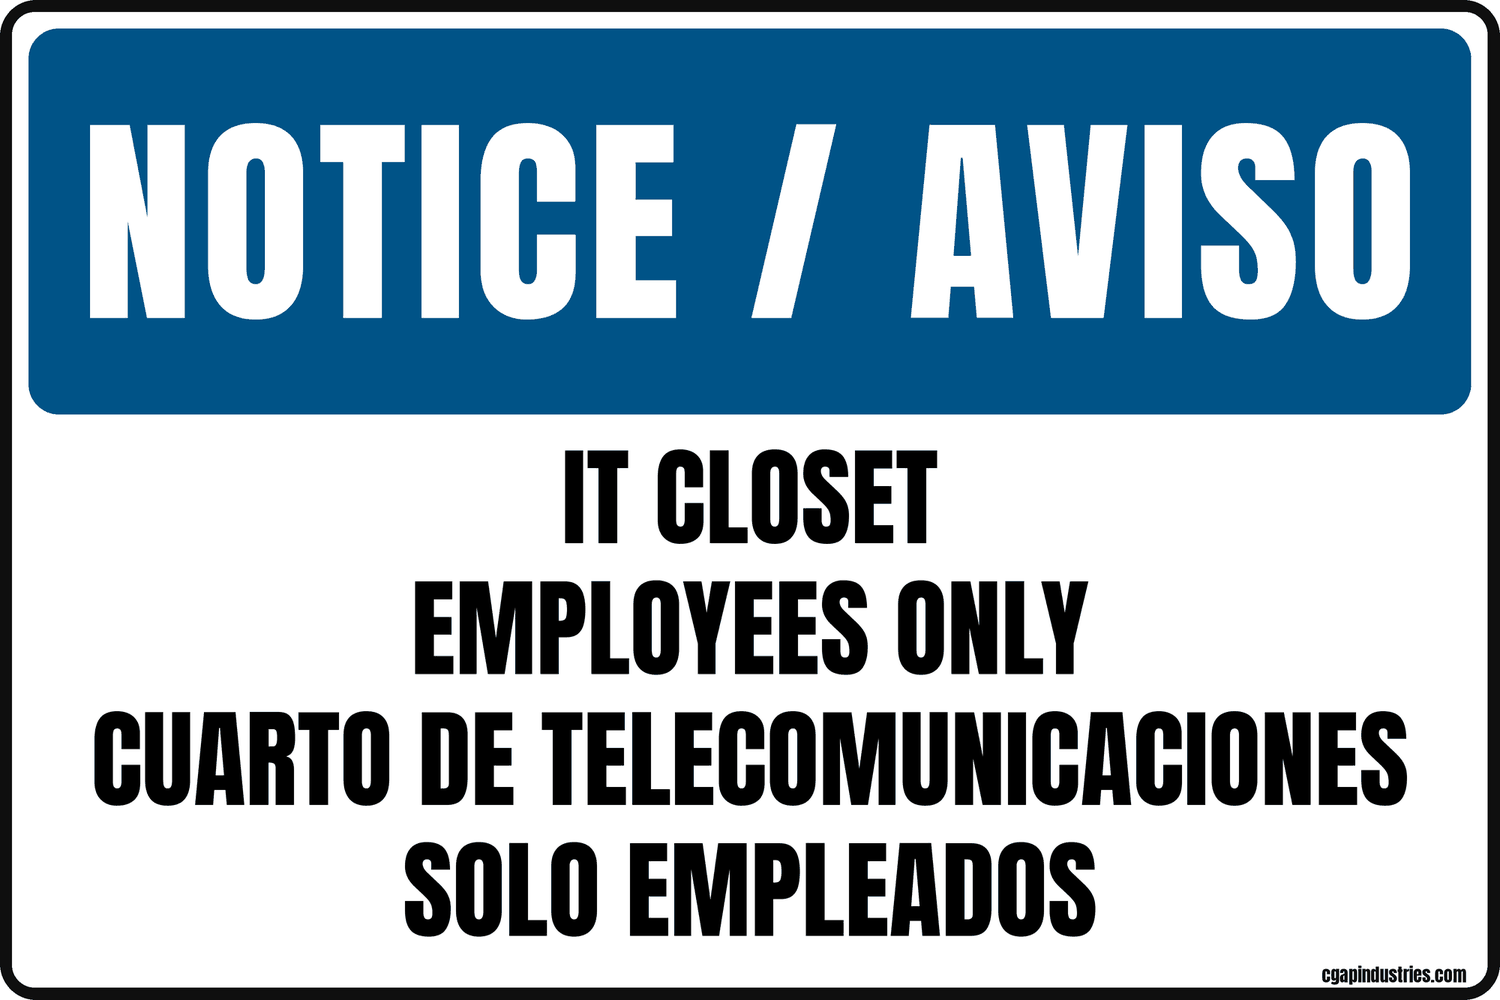 NOTICE / AVISO
IT CLOSET
EMPLOYEES ONLY
CUARTO DE TELECOMUNICACIONES
SOLO EMPLEADOS
cgapindustries.com